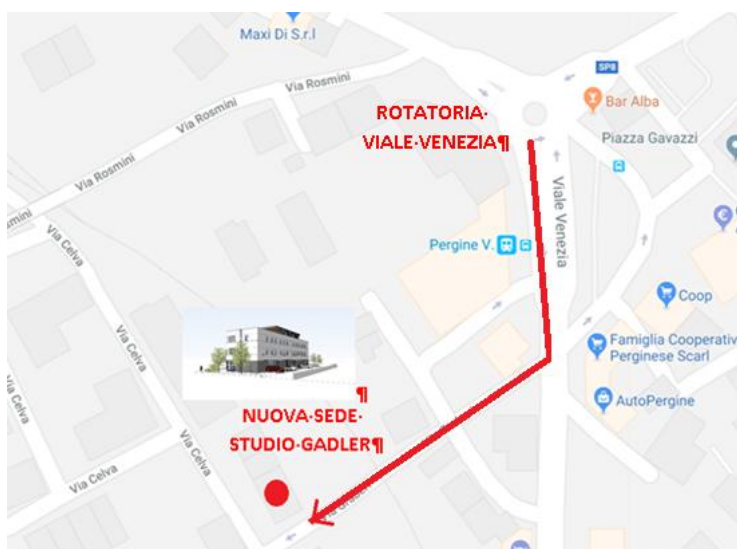 Maxi Di S.r.l
SP8
Via Rosmini
ROTATORIA·
VIALE·VENEZIA¶
Bar Alba
Piazza Gavazzi
Via Rosmini
Via Rosmini
Viale Venezia
Via Celva
Pergine V.
Coop
Via Celva
Famiglia Cooperativ
Perginese Scarl
¶
NUOVA·SEDE·
STUDIO·GADLER¶
AutoPergine
Via Celva
Via Celva
Via Celva